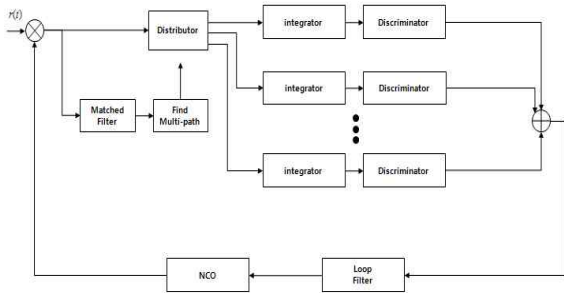 r(t)
Distributor
integrator
Discriminator
Matched
Filter
Find
Multi-path
integrator
Discriminator
integrator
Discriminator
NCO
Loop
Filter